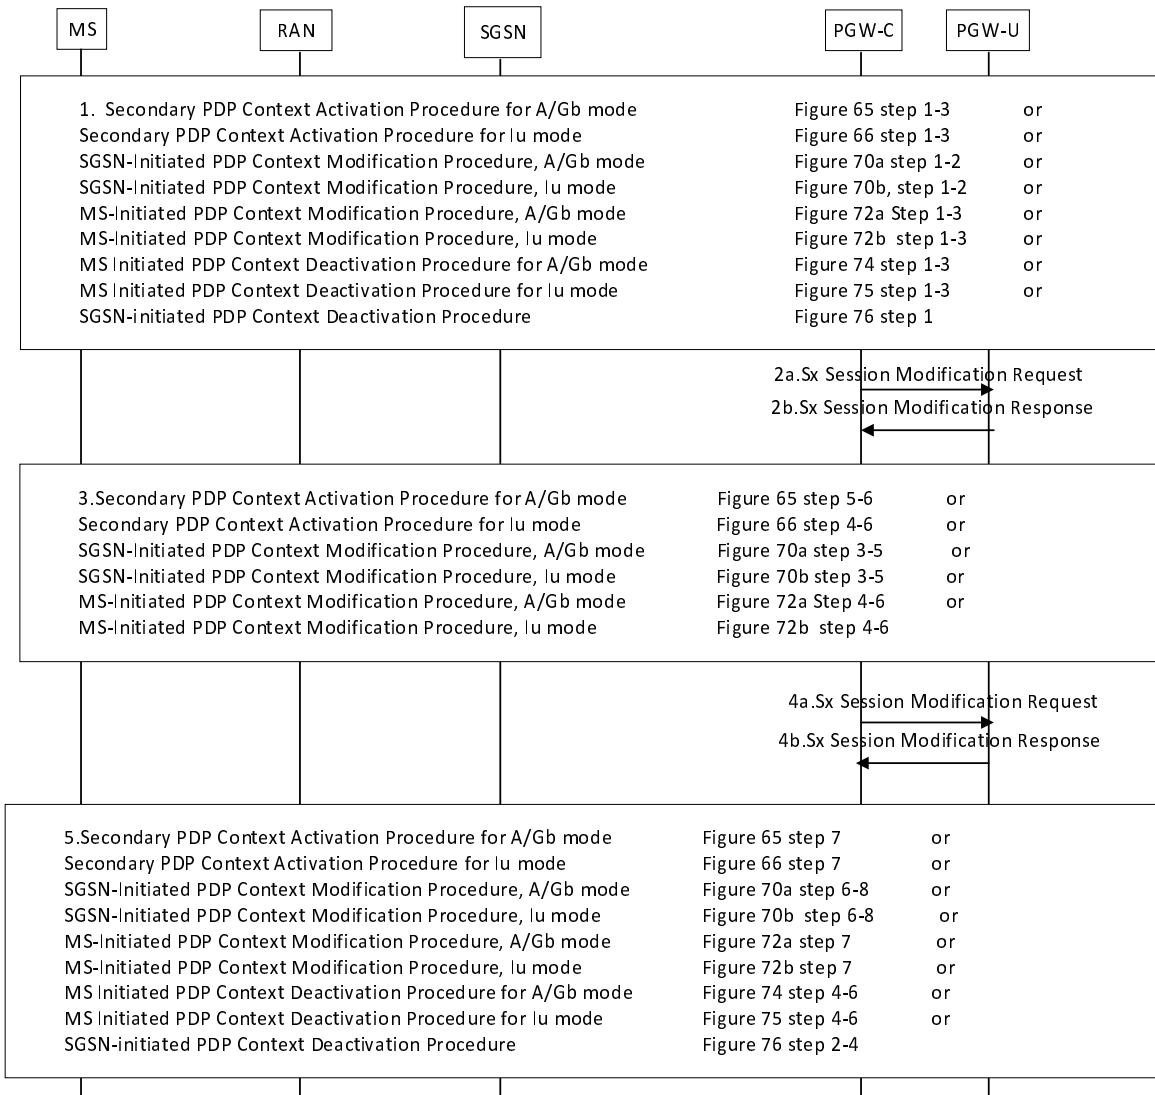 MS RAN SGSN PGW-C PGW-U
1. Secondary PDP Context Activation Procedure for A/Gb mode Figure 65 step 1-3 or
Secondary PDP Context Activation Procedure for Iu mode Figure 66 step 1-3 or
SGSN-Initiated PDP Context Modification Procedure, A/Gb mode Figure 70a step 1-2 or
SGSN-Initiated PDP Context Modification Procedure, Iu mode Figure 70b, step 1-2 or
MS-Initiated PDP Context Modification Procedure, A/Gb mode Figure 72a Step 1-3 or
MS-Initiated PDP Context Modification Procedure, Iu mode Figure 72b step 1-3 or
MS Initiated PDP Context Deactivation Procedure for A/Gb mode Figure 74 step 1-3 or
MS Initiated PDP Context Deactivation Procedure for Iu mode Figure 75 step 1-3 or
SGSN-initiated PDP Context Deactivation Procedure Figure 76 step 1
2a.Sx Session Modification Request
2b.Sx Session Modification Response
3.Secondary PDP Context Activation Procedure for A/Gb mode Figure 65 step 5-6 or
Secondary PDP Context Activation Procedure for Iu mode Figure 66 step 4-6 or
SGSN-Initiated PDP Context Modification Procedure, A/Gb mode Figure 70a step 3-5 or
SGSN-Initiated PDP Context Modification Procedure, Iu mode Figure 70b step 3-5 or
MS-Initiated PDP Context Modification Procedure, A/Gb mode Figure 72a Step 4-6 or
MS-Initiated PDP Context Modification Procedure, Iu mode Figure 72b step 4-6
4a.Sx Session Modification Request
4b.Sx Session Modification Response
5.Secondary PDP Context Activation Procedure for A/Gb mode Figure 65 step 7 or
Secondary PDP Context Activation Procedure for Iu mode Figure 66 step 7 or
SGSN-Initiated PDP Context Modification Procedure, A/Gb mode Figure 70a step 6-8 or
SGSN-Initiated PDP Context Modification Procedure, Iu mode Figure 70b step 6-8 or
MS-Initiated PDP Context Modification Procedure, A/Gb mode Figure 72a step 7 or
MS-Initiated PDP Context Modification Procedure, Iu mode Figure 72b step 7 or
MS Initiated PDP Context Deactivation Procedure for A/Gb mode Figure 74 step 4-6 or
MS Initiated PDP Context Deactivation Procedure for Iu mode Figure 75 step 4-6 or
SGSN-initiated PDP Context Deactivation Procedure Figure 76 step 2-4